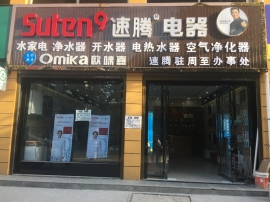 Suten9 速腾® 电器
水家电 净水器 开水器 电热水器 空气净化器
Omika 欧咪嘉 速腾驻周至办事处